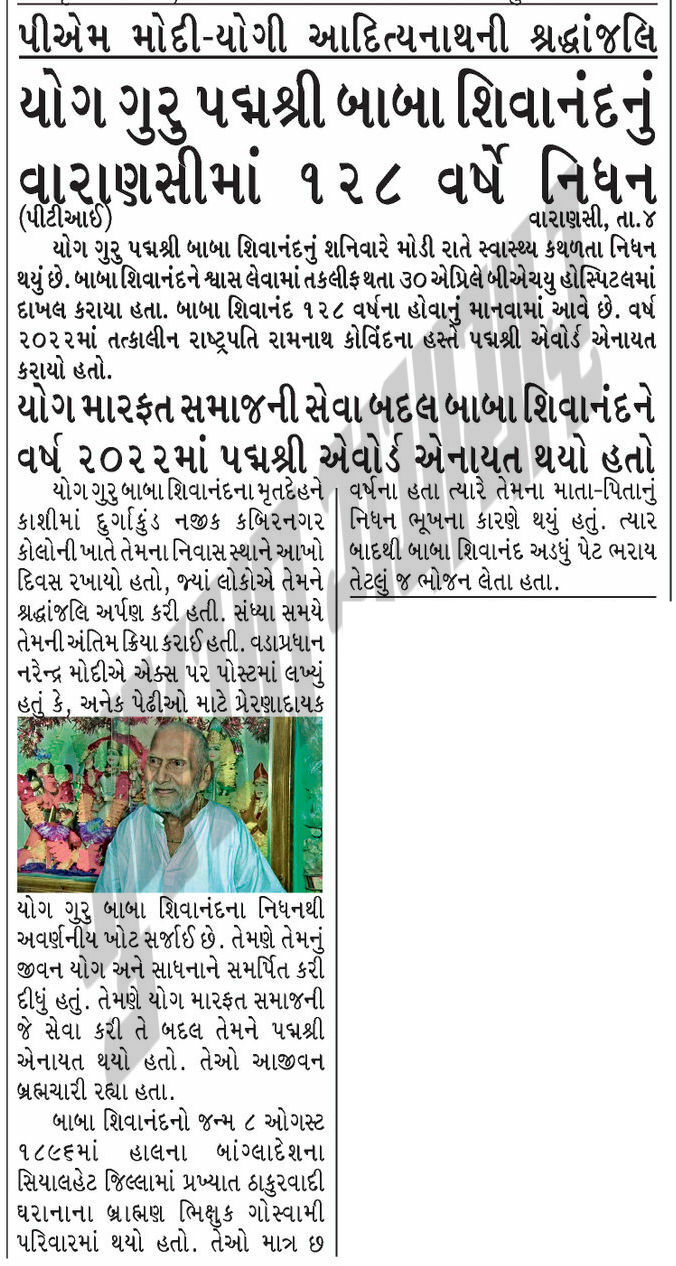 પીએમ મોદી-યોગી આદિત્યનાથની શ્રદ્ધાંજલિ
યોગ ગુરુ પદ્મશ્રી બાબા શિવાનંદનું
વારાણસીમાં ૧૨૮ વર્ષે નિધન
(પીટીઆઈ) વારાણસી, તા.૪
યોગ ગુરુ પદ્મશ્રી બાબા શિવાનંદનું શનિવારે મોડી રાતે સ્વાસ્થ્ય કથળતા નિધન
થયું છે. બાબા શિવાનંદને શ્વાસ લેવામાં તકલીફ થતા ૩૦ એપ્રિલે બીએચયુ હોસ્પિટલમાં
દાખલ કરાયા હતા. બાબા શિવાનંદ ૧૨૮ વર્ષના હોવાનું માનવામાં આવે છે. વર્ષ
૨૦૨૨માં તત્કાલીન રાષ્ટ્રપતિ રામનાથ કોવિંદના હસ્તે પદ્મશ્રી એવોર્ડ એનાયત
કરાયો હતો.
યોગ મારફત સમાજની સેવા બદલ બાબા શિવાનંદને
વર્ષ ૨૦૨૨માં પદ્મશ્રી એવોર્ડ એનાયત થયો હતો
યોગ ગુરુ બાબા શિવાનંદના મૃતદેહને
કાશીમાં દુર્ગાકુંડ નજીક કબિરનગર
કોલોની ખાતે તેમના નિવાસ સ્થાને આખો
દિવસ રખાયો હતો, જ્યાં લોકોએ તેમને
શ્રદ્ધાંજલિ અર્પણ કરી હતી. સંધ્યા સમયે
તેમની અંતિમ ક્રિયા કરાઈ હતી. વડાપ્રધાન
નરેન્દ્ર મોદીએ એક્સ પર પોસ્ટમાં લખ્યું
હતું કે, અનેક પેઢીઓ માટે પ્રેરણાદાયક
યોગ ગુરુ બાબા શિવાનંદના નિધનથી
અવર્ણનીય ખોટ સર્જાઈ છે. તેમણે તેમનું
જીવન યોગ અને સાધનાને સમર્પિત કરી
દીધું હતું. તેમણે યોગ મારફત સમાજની
જે સેવા કરી તે બદલ તેમને પદ્મશ્રી
એનાયત થયો હતો. તેઓ આજીવન
બ્રહ્મચારી રહ્યા હતા.
બાબા શિવાનંદનો જન્મ ૮ ઓગસ્ટ
૧૮૯૬માં હાલના બાંગ્લાદેશના
સિયાલહેટ જિલ્લામાં પ્રખ્યાત ઠાકુરવાદી
ઘરાનાના બ્રાહ્મણ ભિક્ષુક ગોસ્વામી
પરિવારમાં થયો હતો. તેઓ માત્ર છ
વર્ષના હતા ત્યારે તેમના માતા-પિતાનું
નિધન ભૂખના કારણે થયું હતું. ત્યાર
બાદથી બાબા શિવાનંદ અડધું પેટ ભરાય
તેટલું જ ભોજન લેતા હતા.